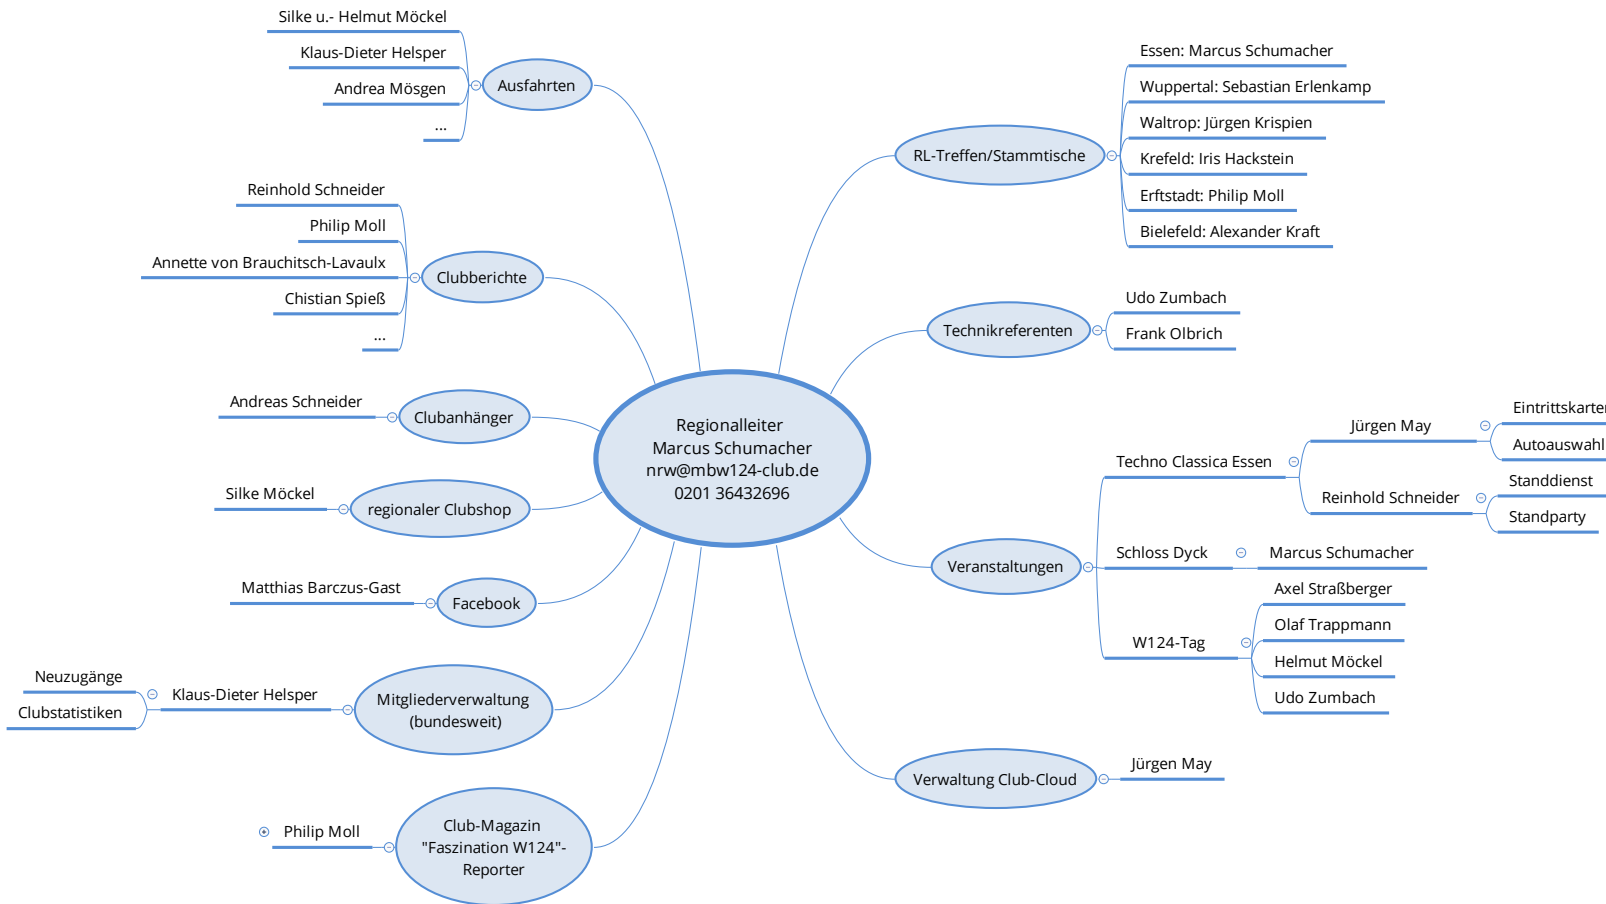 Silke u.- Helmut Möckel
Klaus-Dieter Helsper
Andrea Mösgen
...
Ausfahrten
Reinhold Schneider
Philip Moll
Annette von Brauchitsch-Lavaulx
Chistian Spieß
...
Clubberichte
Andreas Schneider
Clubanhänger
Silke Möckel
regionaler Clubshop
Matthias Barczus-Gast
Facebook
Neuzugänge
Clubstatistiken
Klaus-Dieter Helsper
Mitgliederverwaltung
(bundesweit)
Philip Moll
Club-Magazin
"Faszination W124"-
Reporter
Regionalleiter
Marcus Schumacher
nrw@mbw124-club.de
0201 36432696
RL-Treffen/Stammtische
Essen: Marcus Schumacher
Wuppertal: Sebastian Erlenkamp
Waltrop: Jürgen Krispien
Krefeld: Iris Hackstein
Erftstadt: Philip Moll
Bielefeld: Alexander Kraft
Technikreferenten
Udo Zumbach
Frank Olbrich
Veranstaltungen
Techno Classica Essen
Jürgen May
Eintrittskarten
Autoauswahl
Reinhold Schneider
Standdienst
Standparty
Schloss Dyck
Marcus Schumacher
W124-Tag
Axel Straßberger
Olaf Trappmann
Helmut Möckel
Udo Zumbach
Verwaltung Club-Cloud
Jürgen May